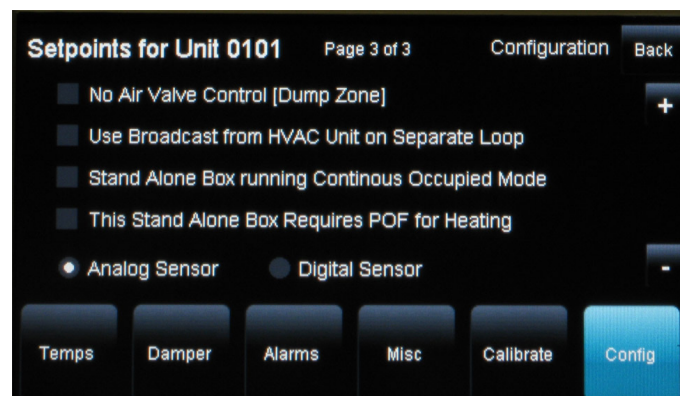 Setpoints for Unit 0101 Page 3 of 3 Configuration Back
No Air Valve Control [Dump Zone]
+
Use Broadcast from HVAC Unit on Separate Loop
Stand Alone Box running Continous Occupied Mode
This Stand Alone Box Requires POF for Heating
Analog Sensor Digital Sensor -
Temps Damper Alarms Misc Calibrate Config